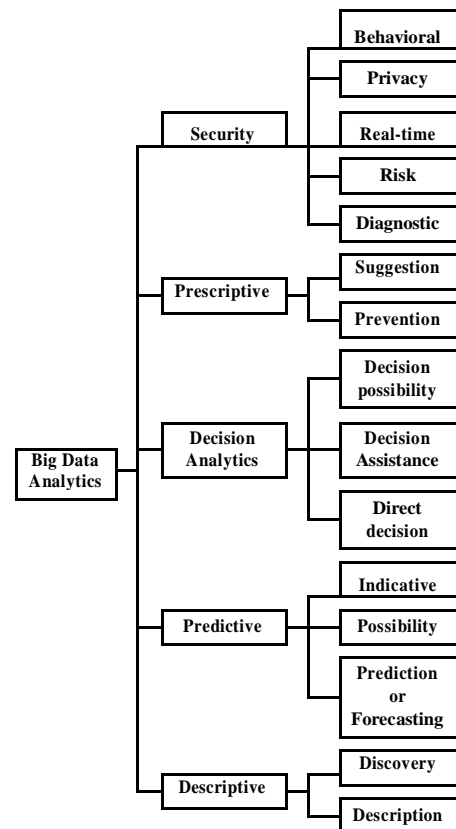 Big Data
Analytics
Security
Behavioral
Privacy
Real-time
Risk
Diagnostic
Prescriptive
Suggestion
Prevention
Decision
Analytics
Decision
possibility
Decision
Assistance
Direct
decision
Predictive
Indicative
Possibility
Prediction
or
Forecasting
Descriptive
Discovery
Description